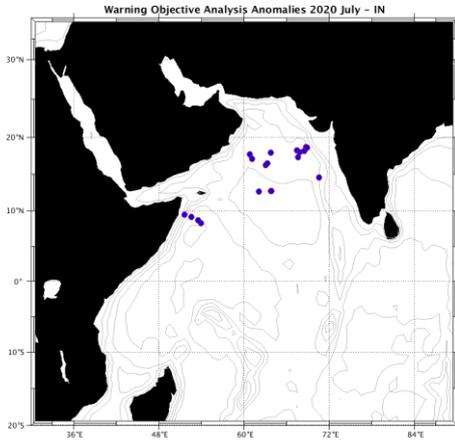 Warning Objective Analysis Anomalies 2020 July - IN
30°N
20°N
10°N
0°
10°S
20°S
36°E
48°E
60°E
72°E
84°E